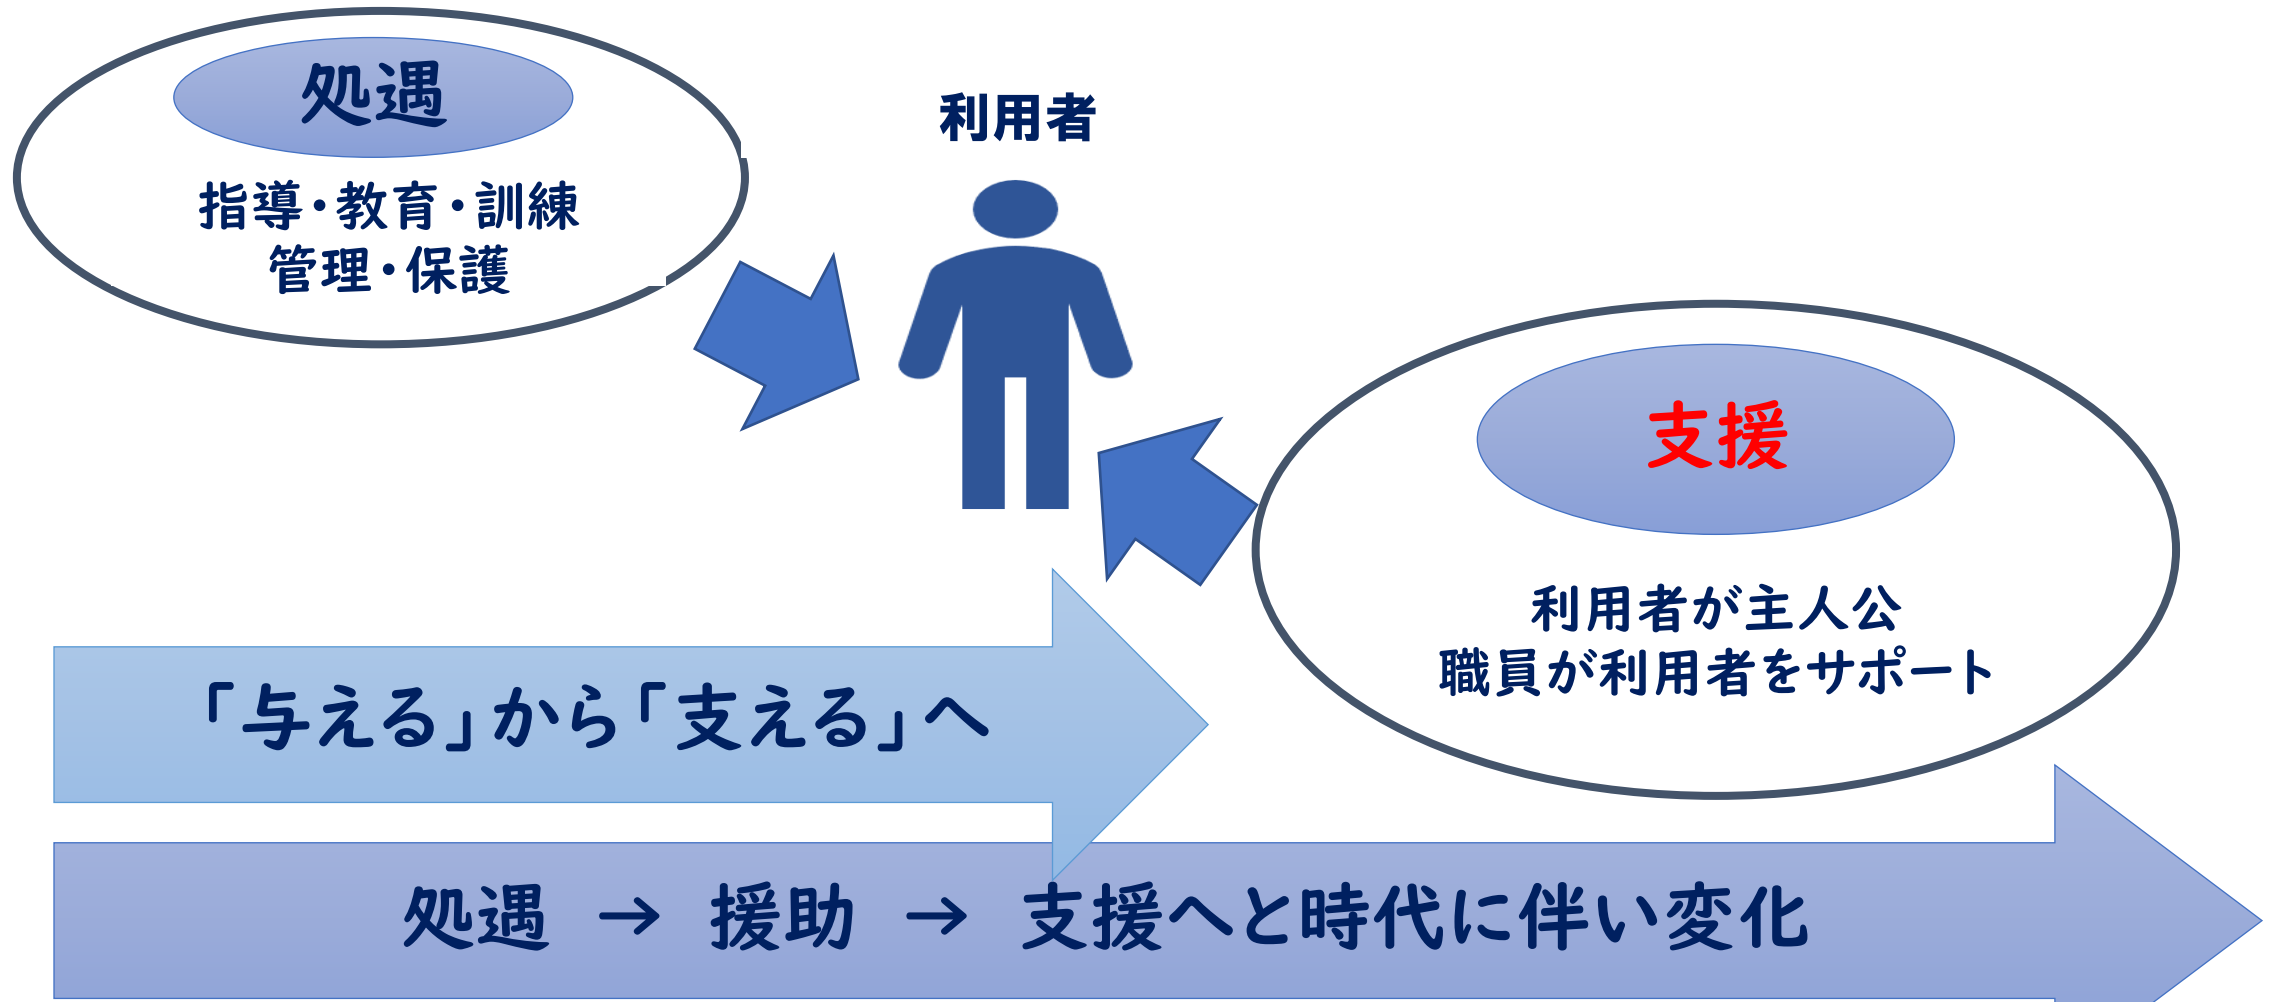 処遇
指導・教育・訓練
管理・保護
利用者
支援
利用者が主人公
職員が利用者をサポート
「与える」から「支える」へ
処遇 → 援助 → 支援へと時代に伴い変化